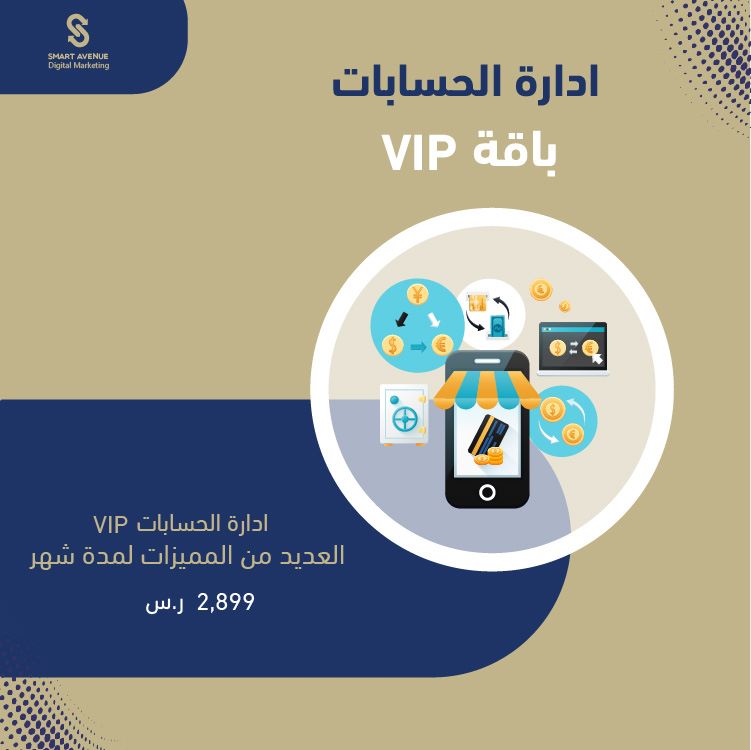 SMART AVENUE
Digital Marketing
ادارة الحسابات
باقة VIP
ادارة الحسابات VIP
العديد من المميزات لمدة شهر
2,899 ر.س